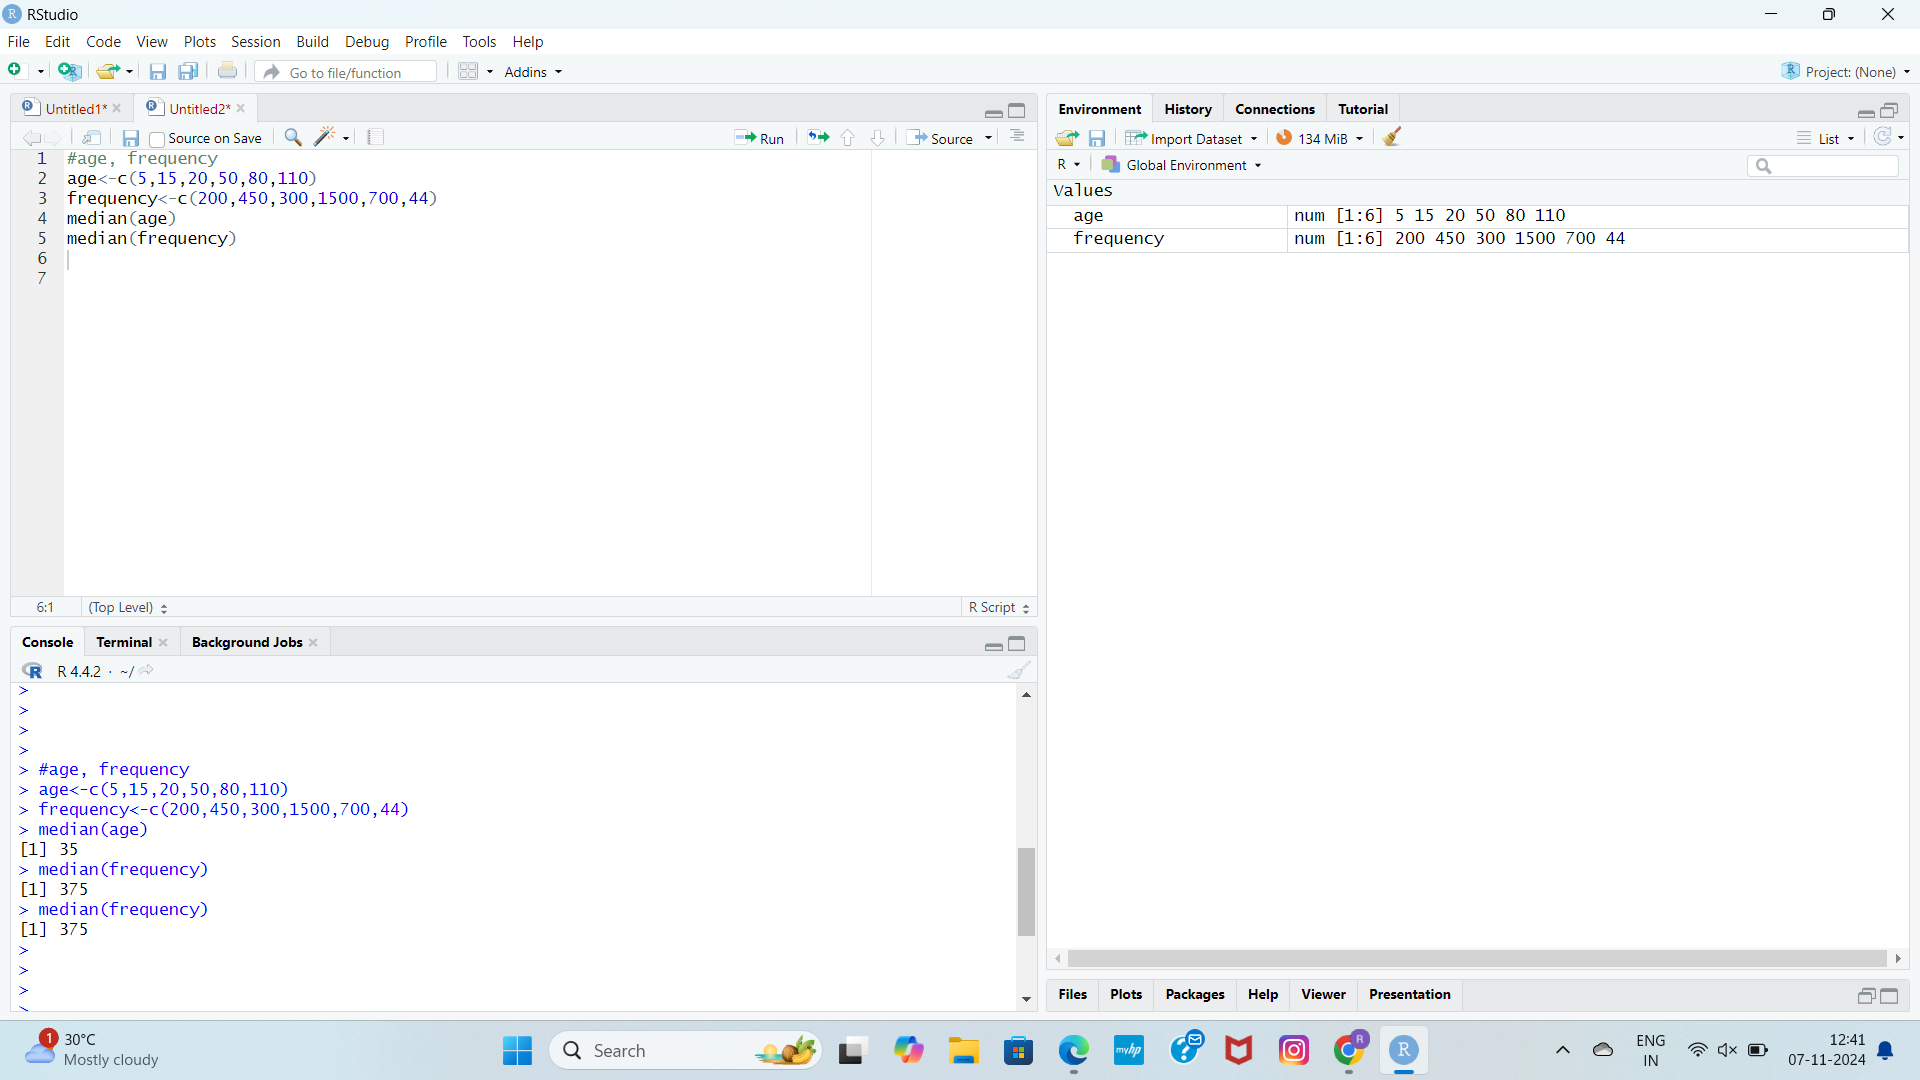 RStudio
File Edit Code View Plots Session Build Debug Profile Tools Help
Go to file/function Addins Project: (None)
Untitled1* Untitled2*
Source on Save Run Source
1 #age, frequency
2 age<-c(5,15,20,50,80,110)
3 frequency<-c(200,450,300,1500,700,44)
4 median(age)
5 median(frequency)
6
7
6:1 (Top Level) R Script
Console Terminal Background Jobs
R 4.4.2 · ~/
>
>
>
>
> #age, frequency
> age<-c(5,15,20,50,80,110)
> frequency<-c(200,450,300,1500,700,44)
> median(age)
[1] 35
> median(frequency)
[1] 375
> median(frequency)
[1] 375
>
>
>
>
Environment History Connections Tutorial
Import Dataset 134 MiB List
R Global Environment
Values
age num [1:6] 5 15 20 50 80 110
frequency num [1:6] 200 450 300 1500 700 44
Files Plots Packages Help Viewer Presentation
1 30°C
Mostly cloudy
Search
myhp
R
R
ENG
IN
12:41
07-11-2024